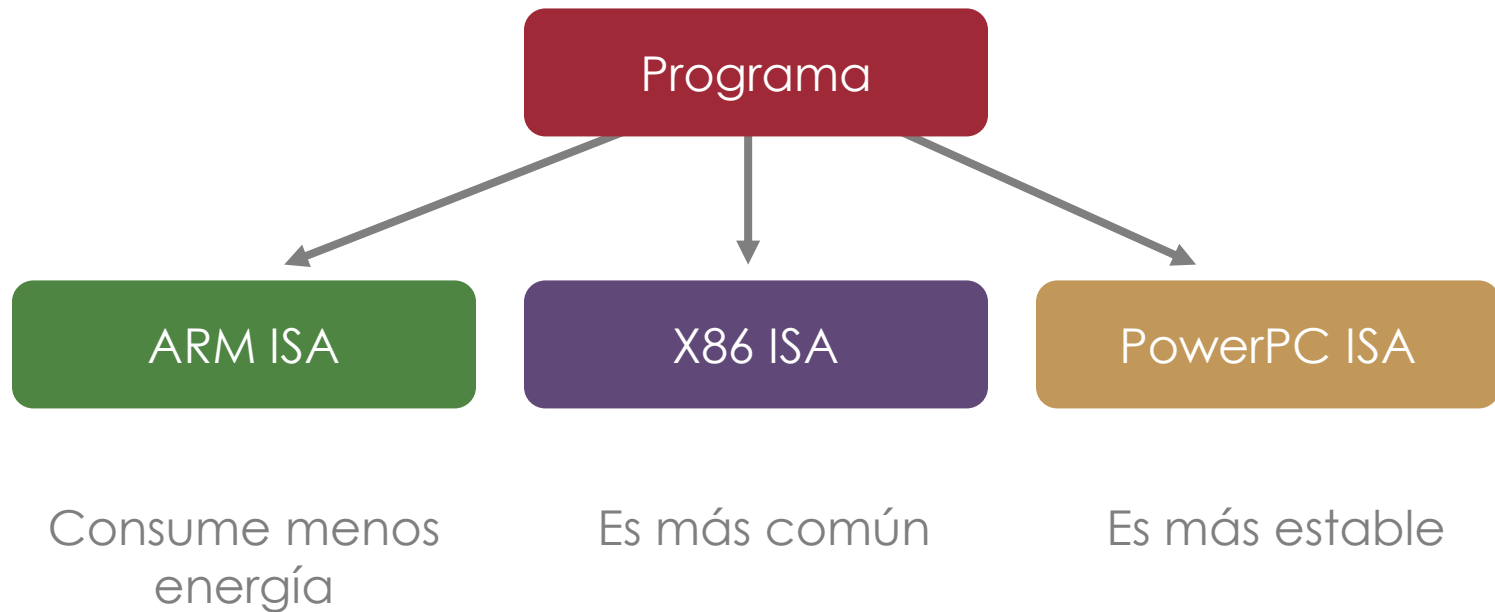 Programa
ARM ISA
X86 ISA
PowerPC ISA
Consume menos
energía
Es más común
Es más estable